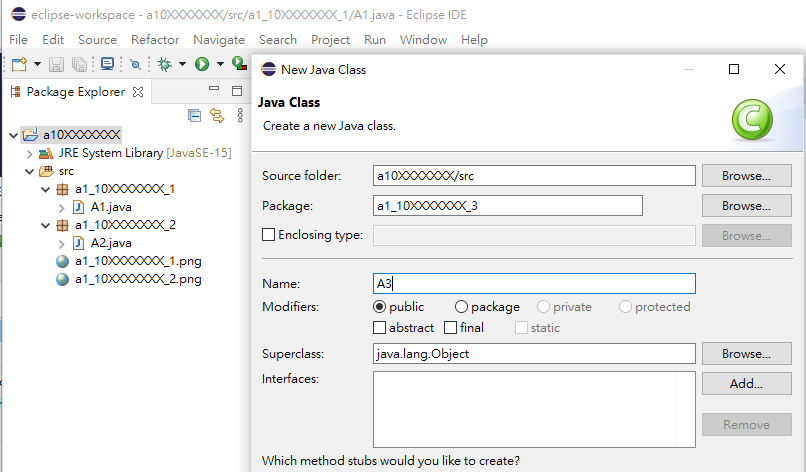 eclipse-workspace - a10XXXXXXX/src/a1_10XXXXXXX_1/A1.java - Eclipse IDE
File Edit Source Refactor Navigate Search Project Run Window Help
Package Explorer
a10XXXXXXX
JRE System Library [JavaSE-15]
src
a1_10XXXXXXX_1
A1.java
a1_10XXXXXXX_2
A2.java
a1_10XXXXXXX_1.png
a1_10XXXXXXX_2.png
New Java Class
Java Class
Create a new Java class.
C
Source folder: a10XXXXXXX/src Browse...
Package: a1_10XXXXXXX_3 Browse...
Enclosing type: Browse...
Name: A3
Modifiers: public package private protected
abstract final static
Superclass: java.lang.Object Browse...
Interfaces: Add...
Remove
Which method stubs would you like to create?